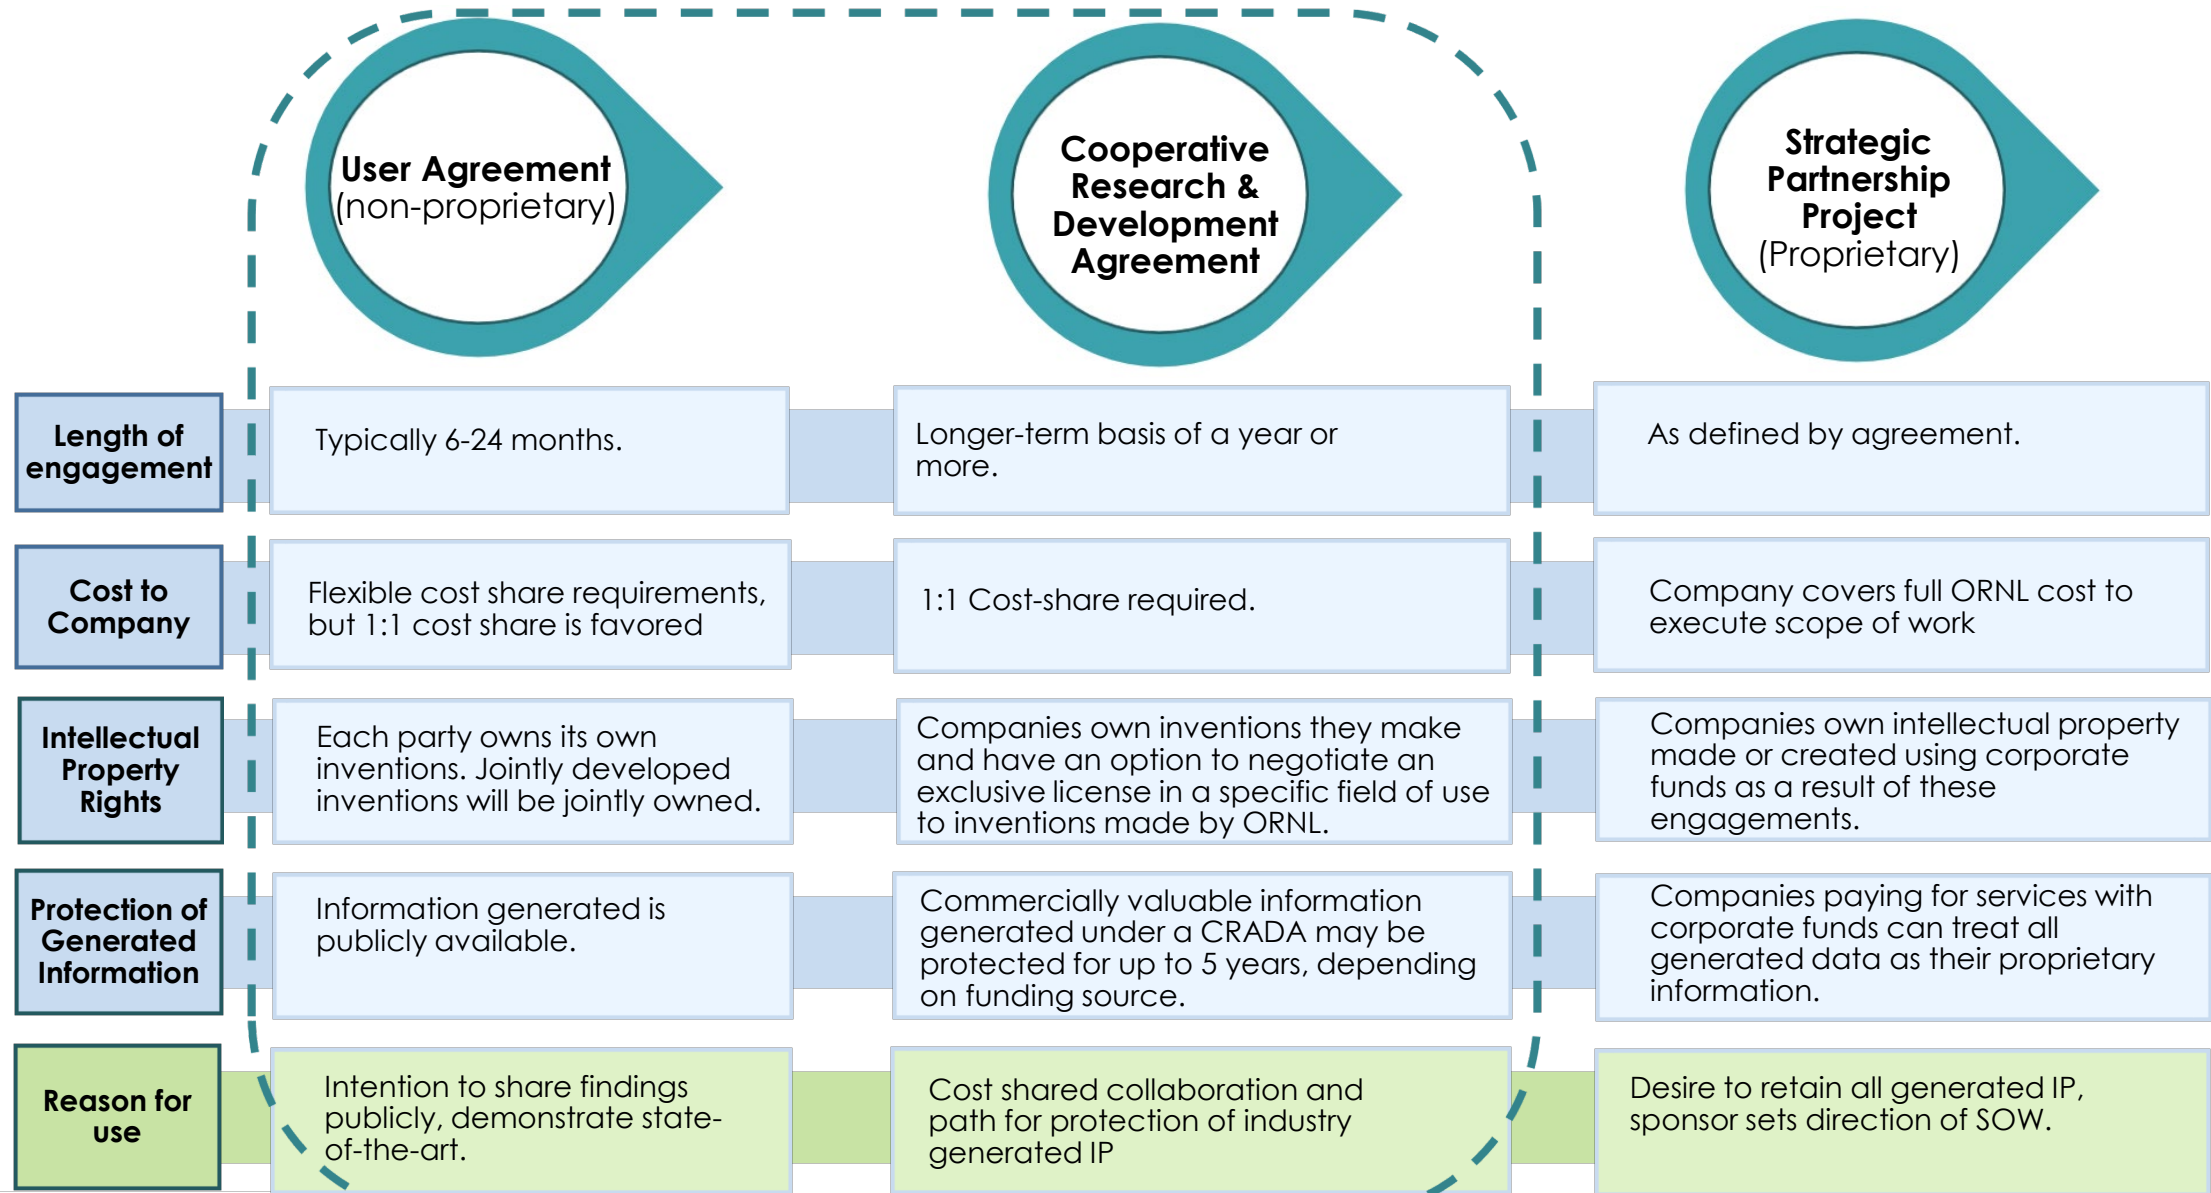 User Agreement
(non-proprietary)
Cooperative
Research &
Development
Agreement
Strategic
Partnership
Project
(Proprietary)
Length of
engagement
Typically 6-24 months.
Longer-term basis of a year or
more.
As defined by agreement.
Cost to
Company
Flexible cost share requirements,
but 1:1 cost share is favored
1:1 Cost-share required.
Company covers full ORNL cost to
execute scope of work
Intellectual
Property
Rights
Each party owns its own
inventions. Jointly developed
inventions will be jointly owned.
Companies own inventions they make
and have an option to negotiate an
exclusive license in a specific field of use
to inventions made by ORNL.
Companies own intellectual property
made or created using corporate
funds as a result of these
engagements.
Protection of
Generated
Information
Information generated is
publicly available.
Commercially valuable information
generated under a CRADA may be
protected for up to 5 years, depending
on funding source.
Companies paying for services with
corporate funds can treat all
generated data as their proprietary
information.
Reason for
use
Intention to share findings
publicly, demonstrate state-
of-the-art.
Cost shared collaboration and
path for protection of industry
generated IP
Desire to retain all generated IP,
sponsor sets direction of SOW.